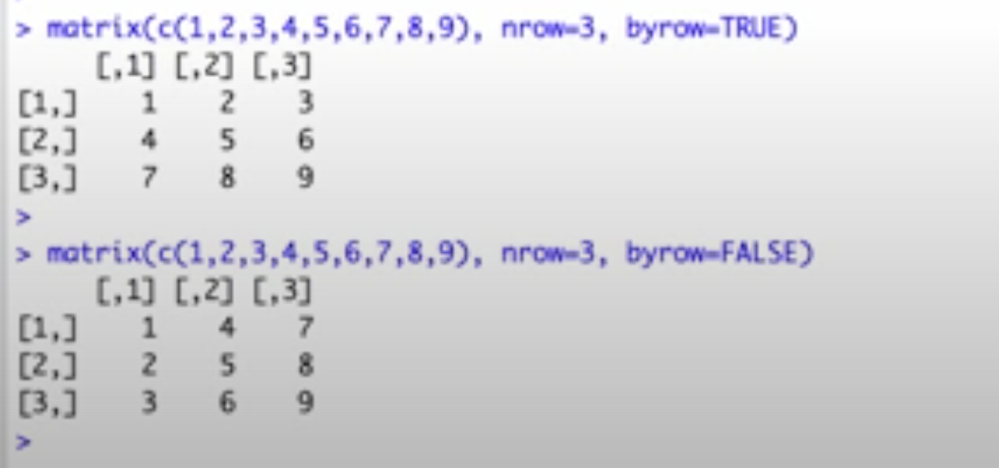 > matrix(c(1,2,3,4,5,6,7,8,9), nrow=3, byrow=TRUE)
     [,1] [,2] [,3]
[1,]    1    2    3
[2,]    4    5    6
[3,]    7    8    9
>
> matrix(c(1,2,3,4,5,6,7,8,9), nrow=3, byrow=FALSE)
     [,1] [,2] [,3]
[1,]    1    4    7
[2,]    2    5    8
[3,]    3    6    9
>